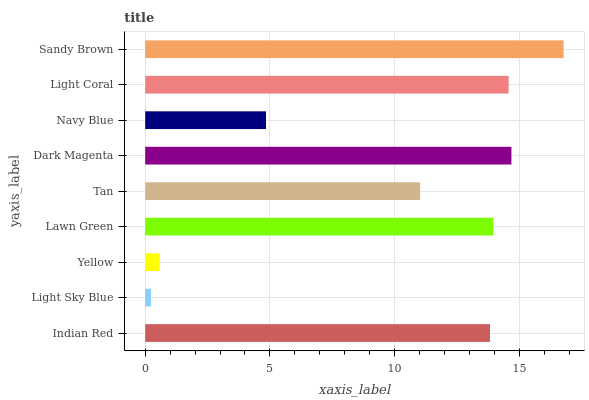 title
yaxis_label
Sandy Brown
Light Coral
Navy Blue
Dark Magenta
Tan
Lawn Green
Yellow
Light Sky Blue
Indian Red
0 5 10 15
xaxis_label